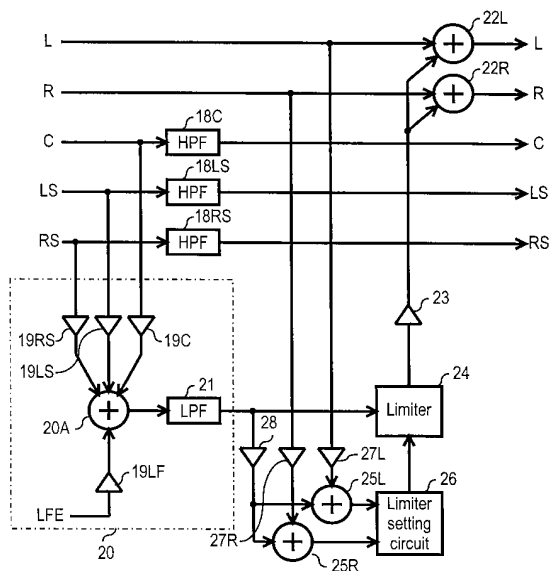 22L
L
L
22R
R
R
18C
C
HPF
C
18LS
LS
HPF
LS
18RS
RS
HPF
RS
23
19RS
19LS
19C
21
24
20A
LPF
28
Limiter
27L
19LF
25L
26
LFE
27R
Limiter
setting
circuit
20
25R